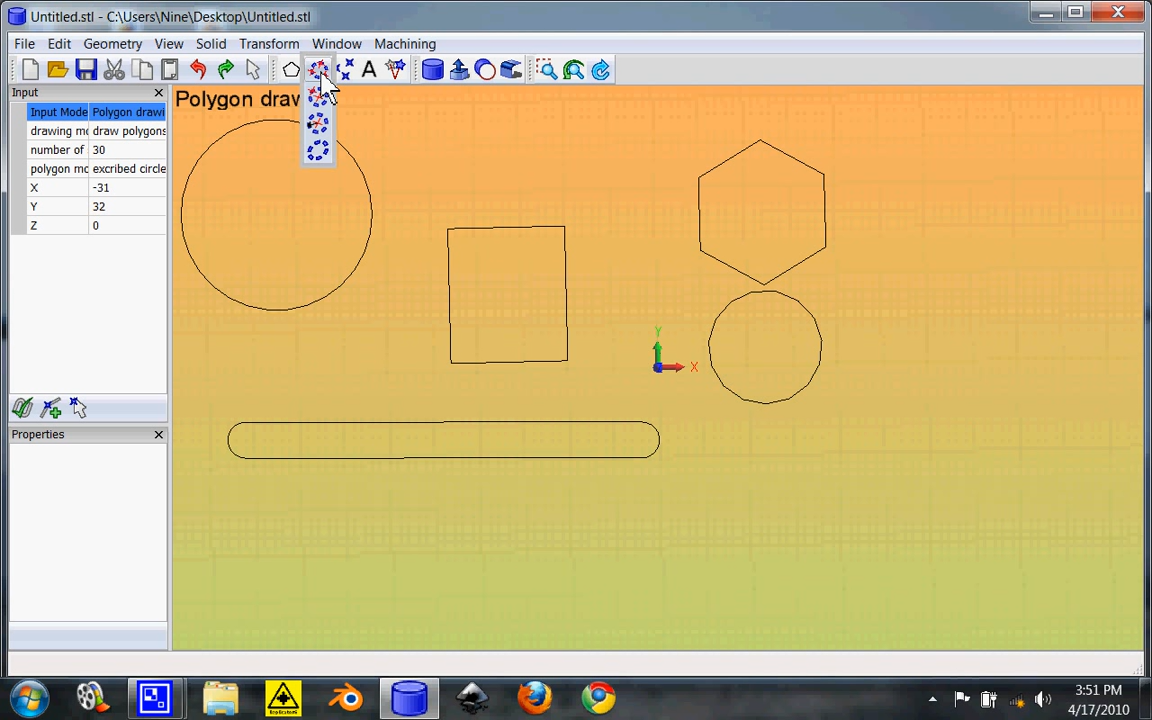 Untitled.stl - C:\Users\Nine\Desktop\Untitled.stl
File Edit Geometry View Solid Transform Window Machining
A
Input
Polygon draw
Input Mode Polygon drawi
drawing mo draw polygons
number of 30
polygon mo excribed circle
X -31
Y 32
Z 0
Y
X
Properties
3:51 PM
4/17/2010